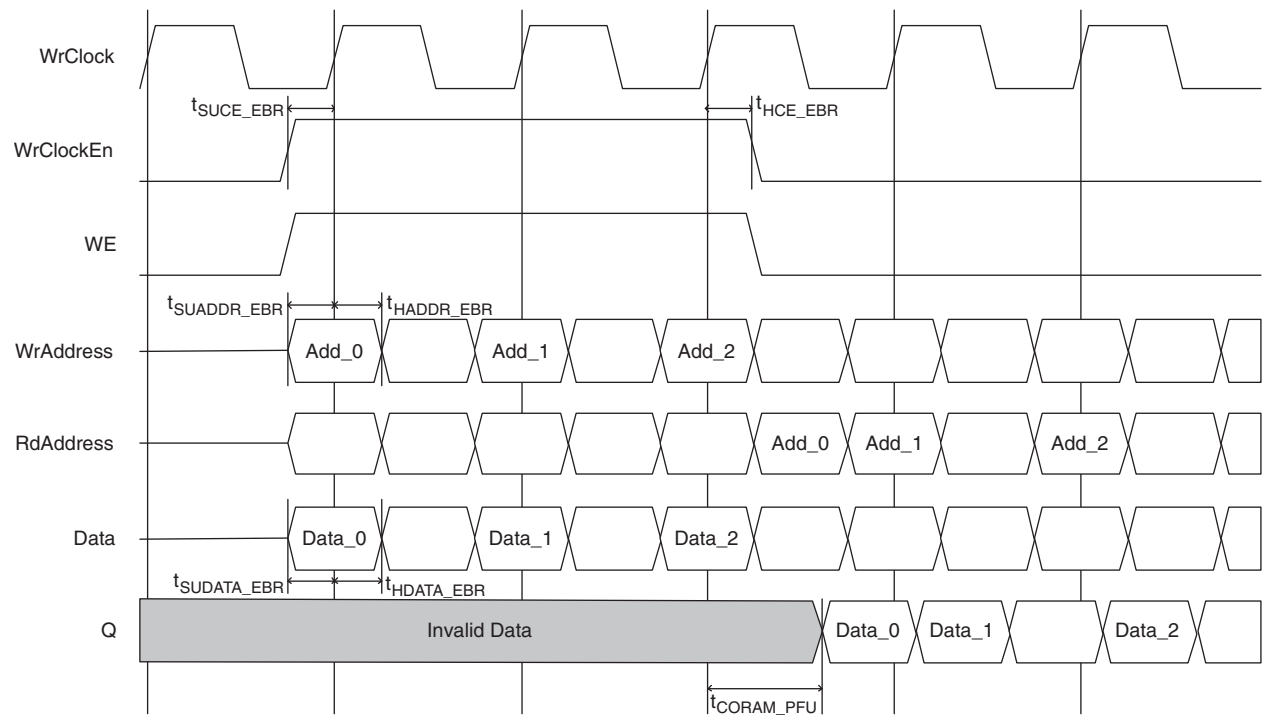 WrClock
tSUCE_EBR
tHCE_EBR
WrClockEn
WE
tSUADDR_EBR
tHADDR_EBR
WrAddress Add_0 Add_1 Add_2
RdAddress Add_0 Add_1 Add_2
Data Data_0 Data_1 Data_2
tSUDATA_EBR
tHDATA_EBR
Q Invalid Data Data_0 Data_1 Data_2
tCORAM_PFU